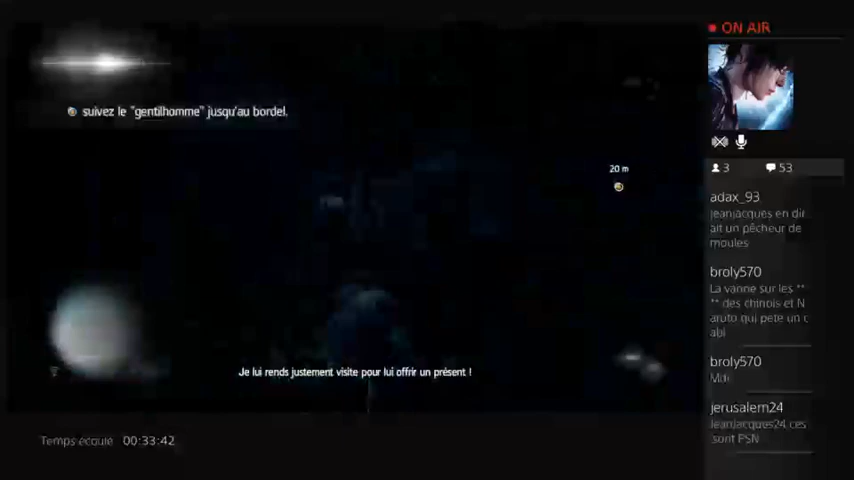 ON AIR
suivez le "gentilhomme" jusqu'au bordel.
20 m
3
53
adax_93
jeanjacques en dir
ait un pêcheur de
moules
broly570
La vanne sur les **
** des chinois et N
aruto qui pete un c
abl
broly570
Mdr
Je lui rends justement visite pour lui offrir un présent !
jerusalem24
Jeanjacques24 ces
sont PSN
Temps écoulé 00:33:42